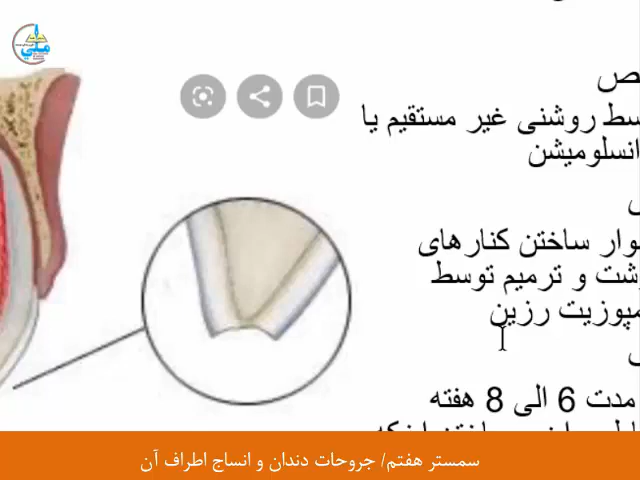 ملی
ص
سط روشنی غیر مستقیم یا
انسلومیشن
وار ساختن کنارهای
شت و ترمیم توسط
مپوزیت رزین
مدت 6 الی 8 هفته
سمستر هفتم/ جروحات دندان و انساج اطراف آن